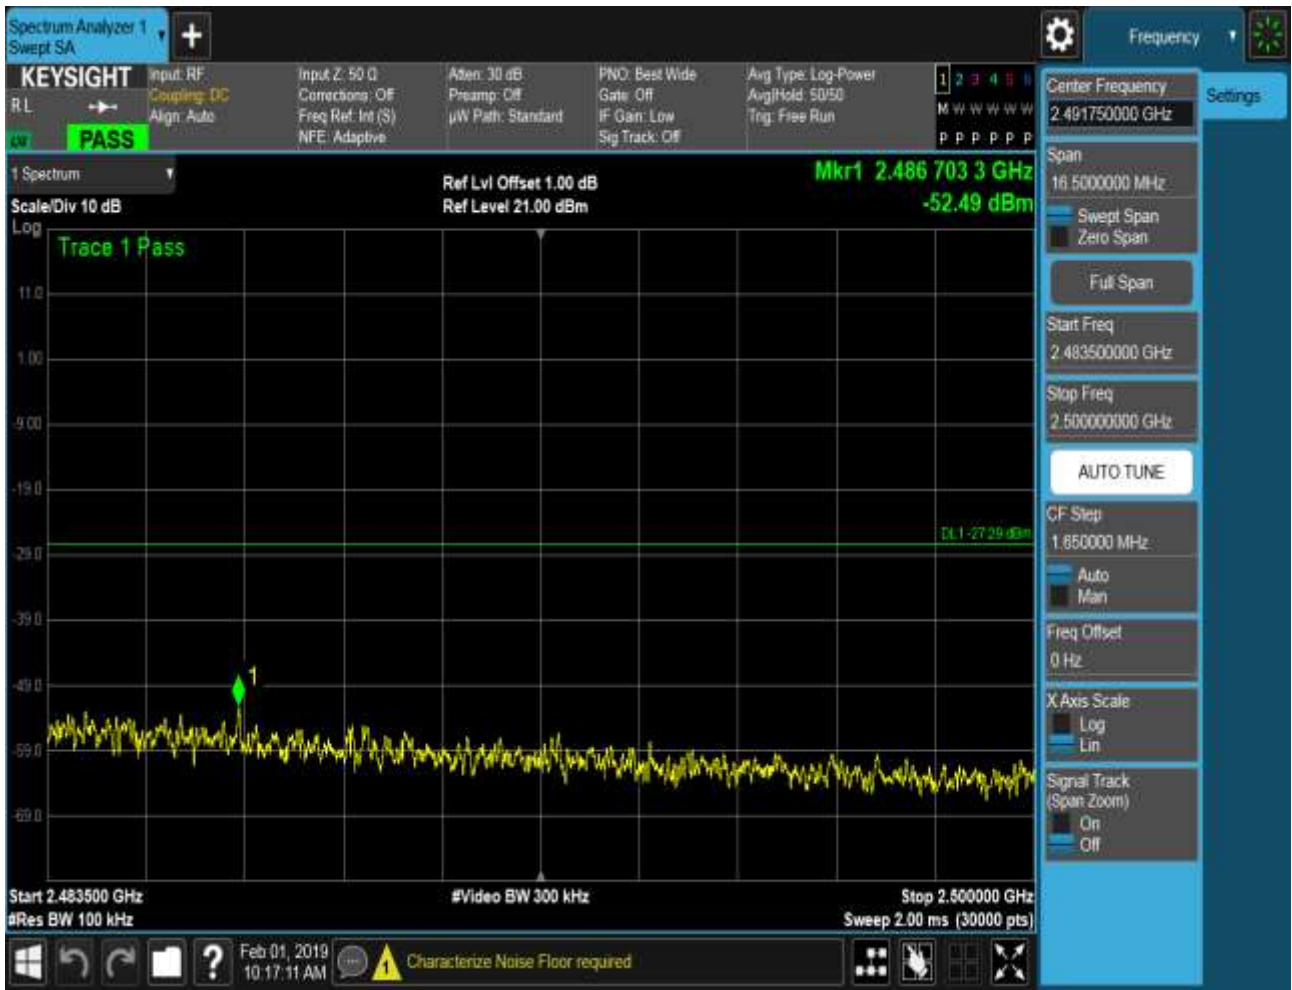 Spectrum Analyzer 1
Swept SA
+
Frequency
KEYSIGHT
RL
PASS
Input: RF
Coupling: DC
Align: Auto
Input Z: 50 Ω
Corrections: Off
Freq Ref: Int (S)
NFE: Adaptive
Atten: 30 dB
Preamp: Off
µW Path: Standard
PNO: Best Wide
Gate: Off
IF Gain: Low
Sig Track: Off
Avg Type: Log-Power
Avg|Hold: 50/50
Trig: Free Run
1 2 3 4 5 6
M W W W W W
P P P P P P
1 Spectrum
Scale/Div 10 dB
Log
Ref Lvl Offset 1.00 dB
Ref Level 21.00 dBm
Mkr1 2.486 703 3 GHz
-52.49 dBm
Trace 1 Pass
11.0
1.00
-9.00
-19.0
DL1 -27.29 dBm
-29.0
-39.0
1
-49.0
-59.0
-69.0
Start 2.483500 GHz
#Res BW 100 kHz
#Video BW 300 kHz
Stop 2.500000 GHz
Sweep 2.00 ms (30000 pts)
?
Feb 01, 2019
10:17:11 AM
Characterize Noise Floor required
Center Frequency
2.491750000 GHz
Settings
Span
16.5000000 MHz
Swept Span
Zero Span
Full Span
Start Freq
2.483500000 GHz
Stop Freq
2.500000000 GHz
AUTO TUNE
CF Step
1.650000 MHz
Auto
Man
Freq Offset
0 Hz
X Axis Scale
Log
Lin
Signal Track
(Span Zoom)
On
Off